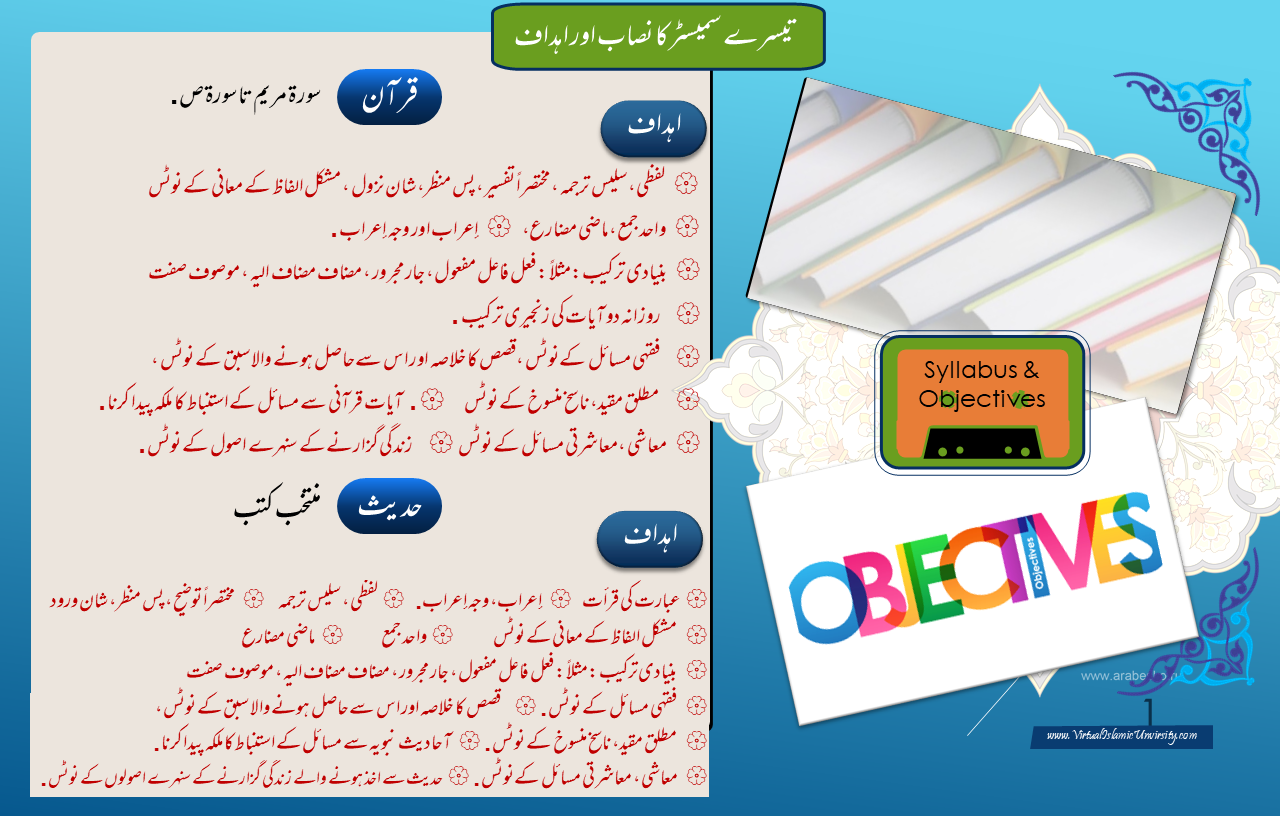 تیسرے سمیسٹر کا نصاب اور اہداف
قرآن سورۃ مریم تا سورۃ ص .
اہداف
لفظی، سلیس ترجمہ ، مختصراً تفسیر، پس منظر، شان نزول ، مشکل الفاظ کے معانی کے نوٹس
واحد جمع، ماضی مضارع، إعراب اور وجہ إعراب .
بنیادی ترکیب : مثلاً : فعل فاعل مفعول، جار مجرور، مضاف مضاف الیہ ، موصوف صفت
روزانہ دو آیات کی زنجیری ترکیب .
فقہی مسائل کے نوٹس ، قصص کا خلاصہ اور اس سے حاصل ہونے والا سبق کے نوٹس ،
مطلق مقید، ناسخ منسوخ کے نوٹس . آیات قرآنی سے مسائل کے استنباط کا ملکہ پیدا کرنا .
معاشی ، معاشرتی مسائل کے نوٹس زندگی گزارنے کے سنہرے اصول کے نوٹس .
حدیث منتخب کتب
اہداف
عبارت کی قرأت إعراب، وجہ إعراب . لفظی، سلیس ترجمہ مختصراً توضیح ، پس منظر، شان ورود
مشکل الفاظ کے معانی کے نوٹس واحد جمع ماضی مضارع
بنیادی ترکیب : مثلاً : فعل فاعل مفعول ، جار مجرور، مضاف مضاف الیہ ، موصوف صفت
فقہی مسائل کے نوٹس . قصص کا خلاصہ اور اس سے حاصل ہونے والا سبق کے نوٹس ،
مطلق مقید، ناسخ منسوخ کے نوٹس . آحادیث نبویہ سے مسائل کے استنباط کا ملکہ پیدا کرنا .
معاشی ، معاشرتی مسائل کے نوٹس . حدیث سے اخذ ہونے والے زندگی گزارنے کے سنہرے اصولوں کے نوٹس .
Syllabus &
Objectives
OBJECTIVES
Objectives
1
www.VirtualIslamicUnvirsity.com